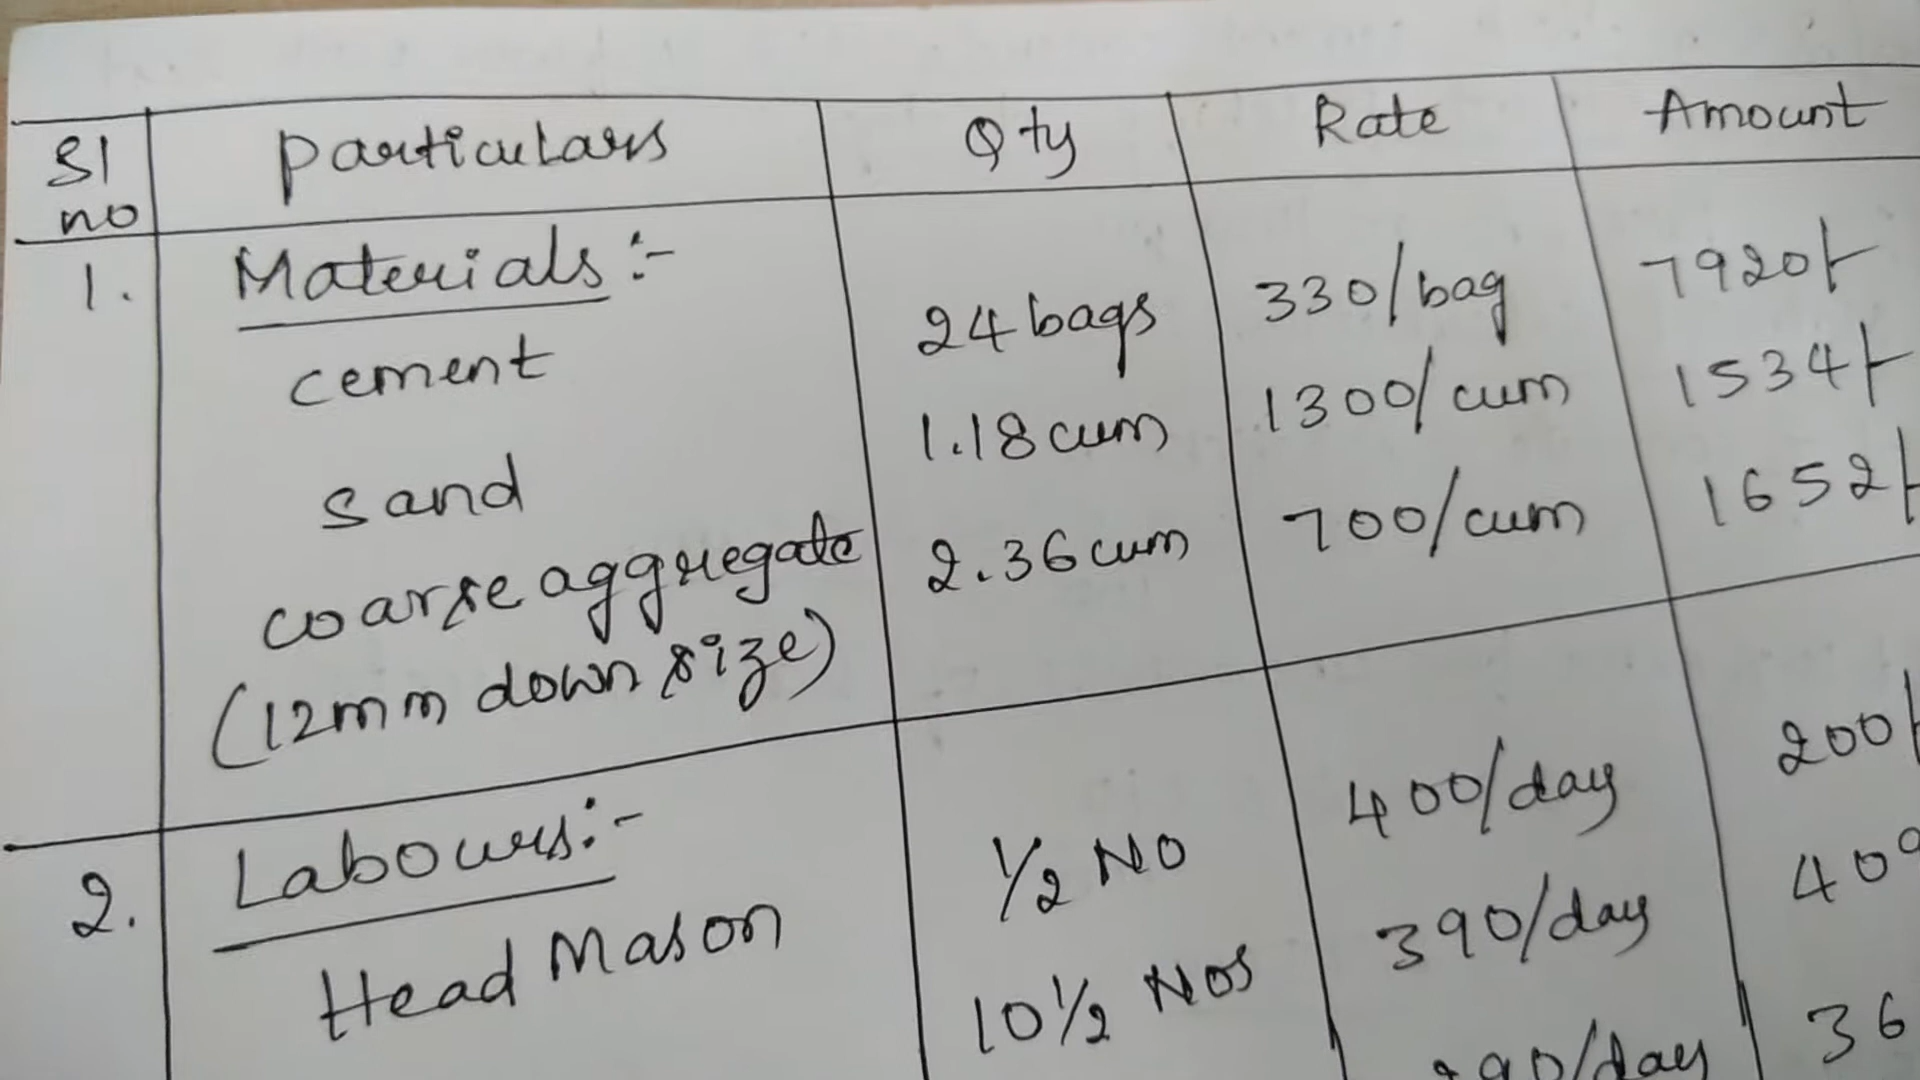 Sl no | Particulars | Qty | Rate | Amount
1. Materials :-
cement 24 bags 330/bag 7920/-
sand 1.18 cum 1300/cum 1534/-
coarse aggregate 2.36 cum 700/cum 1652/-
(12mm down size)
2. Labours:-
Head Mason 1/2 No 400/day 200/-
10 1/2 Nos 390/day